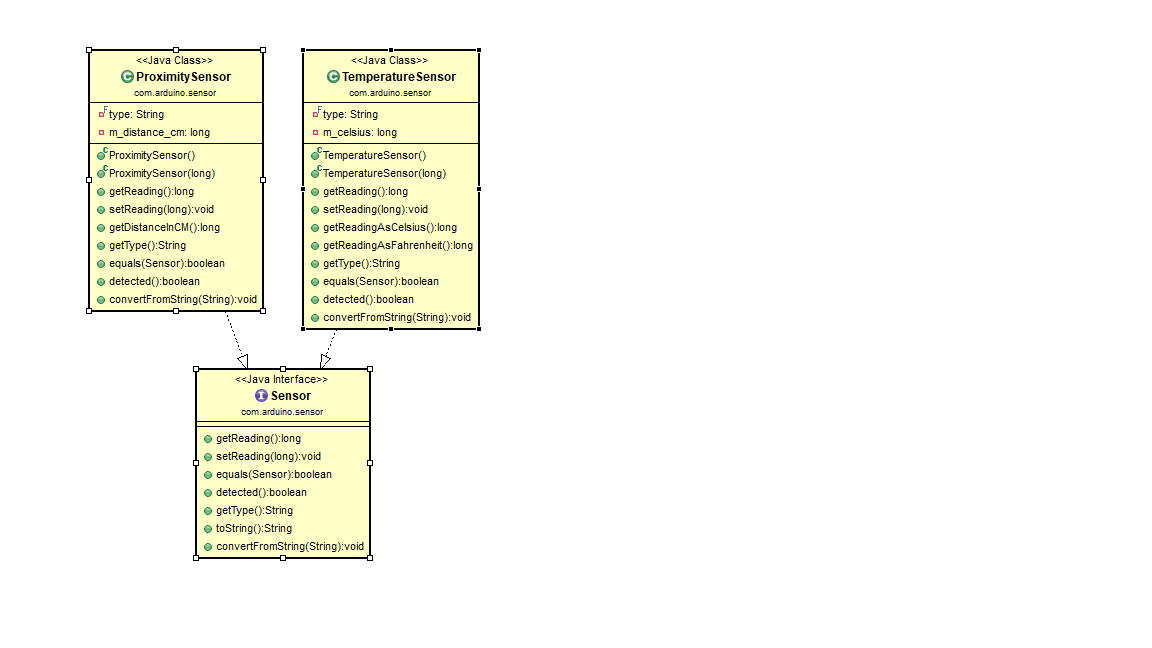 <<Java Class>>
ProximitySensor
com.arduino.sensor
type: String
m_distance_cm: long
ProximitySensor()
ProximitySensor(long)
getReading():long
setReading(long):void
getDistanceInCM():long
getType():String
equals(Sensor):boolean
detected():boolean
convertFromString(String):void
<<Java Class>>
TemperatureSensor
com.arduino.sensor
type: String
m_celsius: long
TemperatureSensor()
TemperatureSensor(long)
getReading():long
setReading(long):void
getReadingAsCelsius():long
getReadingAsFahrenheit():long
getType():String
equals(Sensor):boolean
detected():boolean
convertFromString(String):void
<<Java Interface>>
Sensor
com.arduino.sensor
getReading():long
setReading(long):void
equals(Sensor):boolean
detected():boolean
getType():String
toString():String
convertFromString(String):void